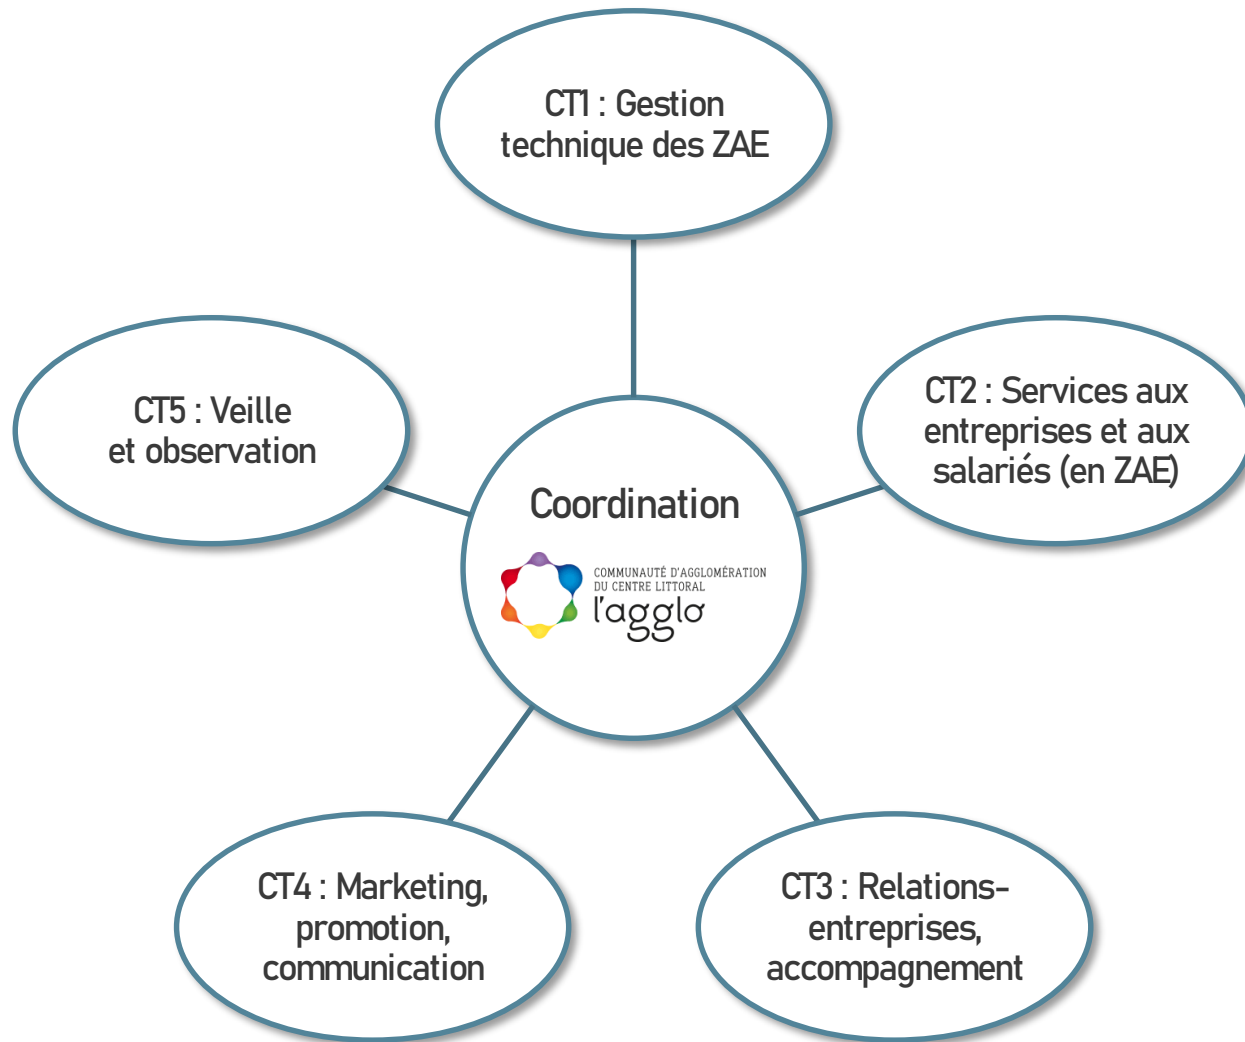 CT1 : Gestion
technique des ZAE
CT2 : Services aux
entreprises et aux
salariés (en ZAE)
CT5 : Veille
et observation
Coordination
COMMUNAUTÉ D'AGGLOMÉRATION
DU CENTRE LITTORAL
l'agglo
CT4 : Marketing,
promotion,
communication
CT3 : Relations-
entreprises,
accompagnement